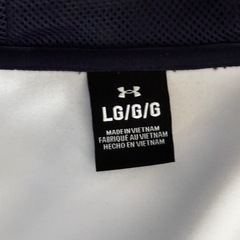 LG/G/G
MADE IN VIETNAM
FABRIQUÉ AU VIETNAM
HECHO EN VIETNAM